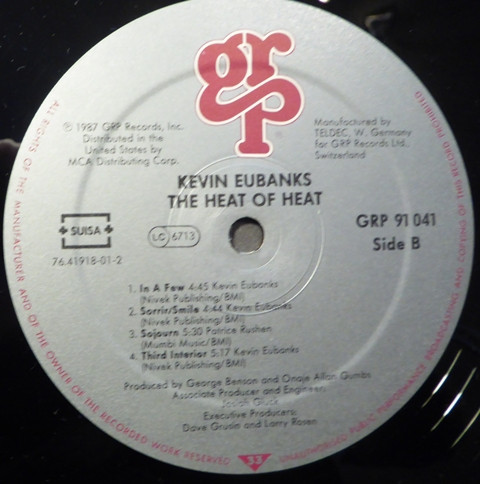 grp
℗ 1987 GRP Records, Inc.
Distributed in the
United States by
MCA Distributing Corp.
Manufactured by
TELDEC, W. Germany
for GRP Records Ltd.,
Switzerland
KEVIN EUBANKS
THE HEAT OF HEAT
SUISA
76.41918-01-2
LC 6713
GRP 91 041
Side B
1. In A Few 4:45 Kevin Eubanks
(Nivek Publishing/BMI)
2. Sorrir/Smile 4:44 Kevin Eubanks
(Nivek Publishing/BMI)
3. Sojourn 5:30 Patrice Rushen
(Mumbi Music/BMI)
4. Third Interior 5:17 Kevin Eubanks
(Nivek Publishing/BMI)
Produced by George Benson and Onaje Allan Gumbs
Associate Producer and Engineer:
Josiah Gluck
Executive Producers:
Dave Grusin and Larry Rosen
ALL RIGHTS OF THE MANUFACTURER AND OF THE OWNER OF THE RECORDED WORK RESERVED
33
UNAUTHORISED PUBLIC PERFORMANCE BROADCASTING AND COPYING OF THIS RECORD PROHIBITED